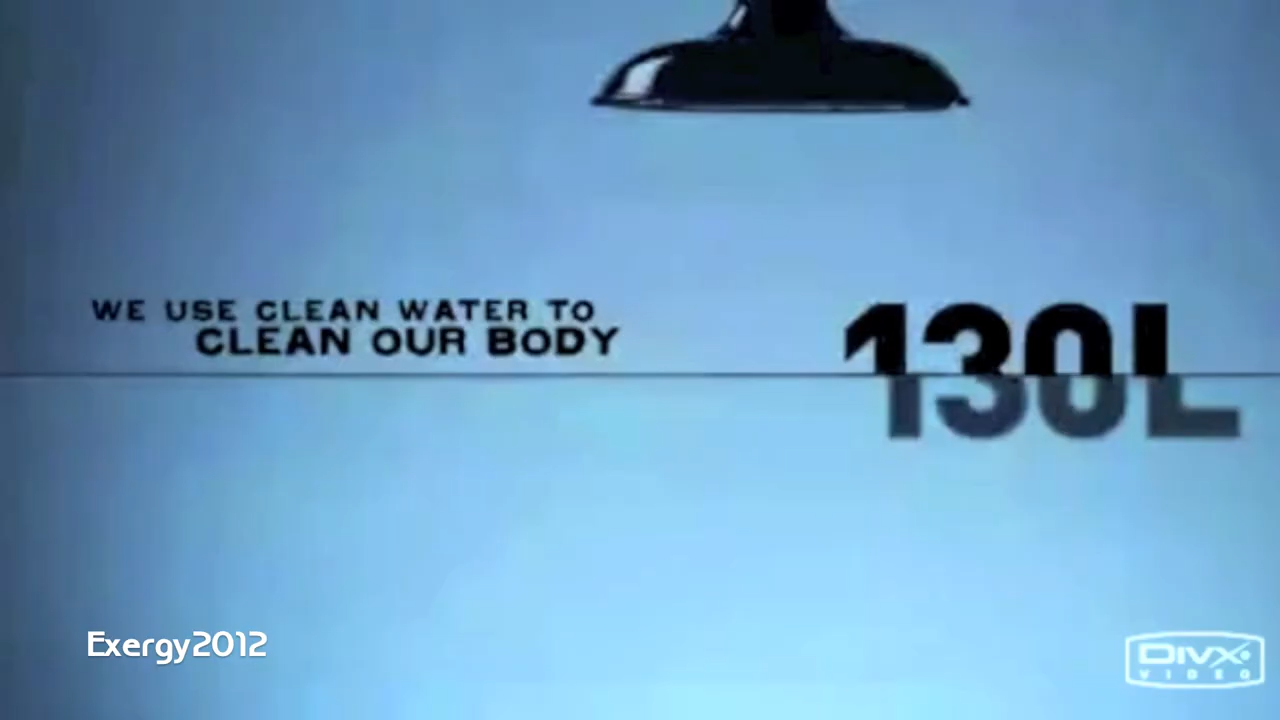 WE USE CLEAN WATER TO
CLEAN OUR BODY
130L
Exergy2012
DIVX
VIDEO